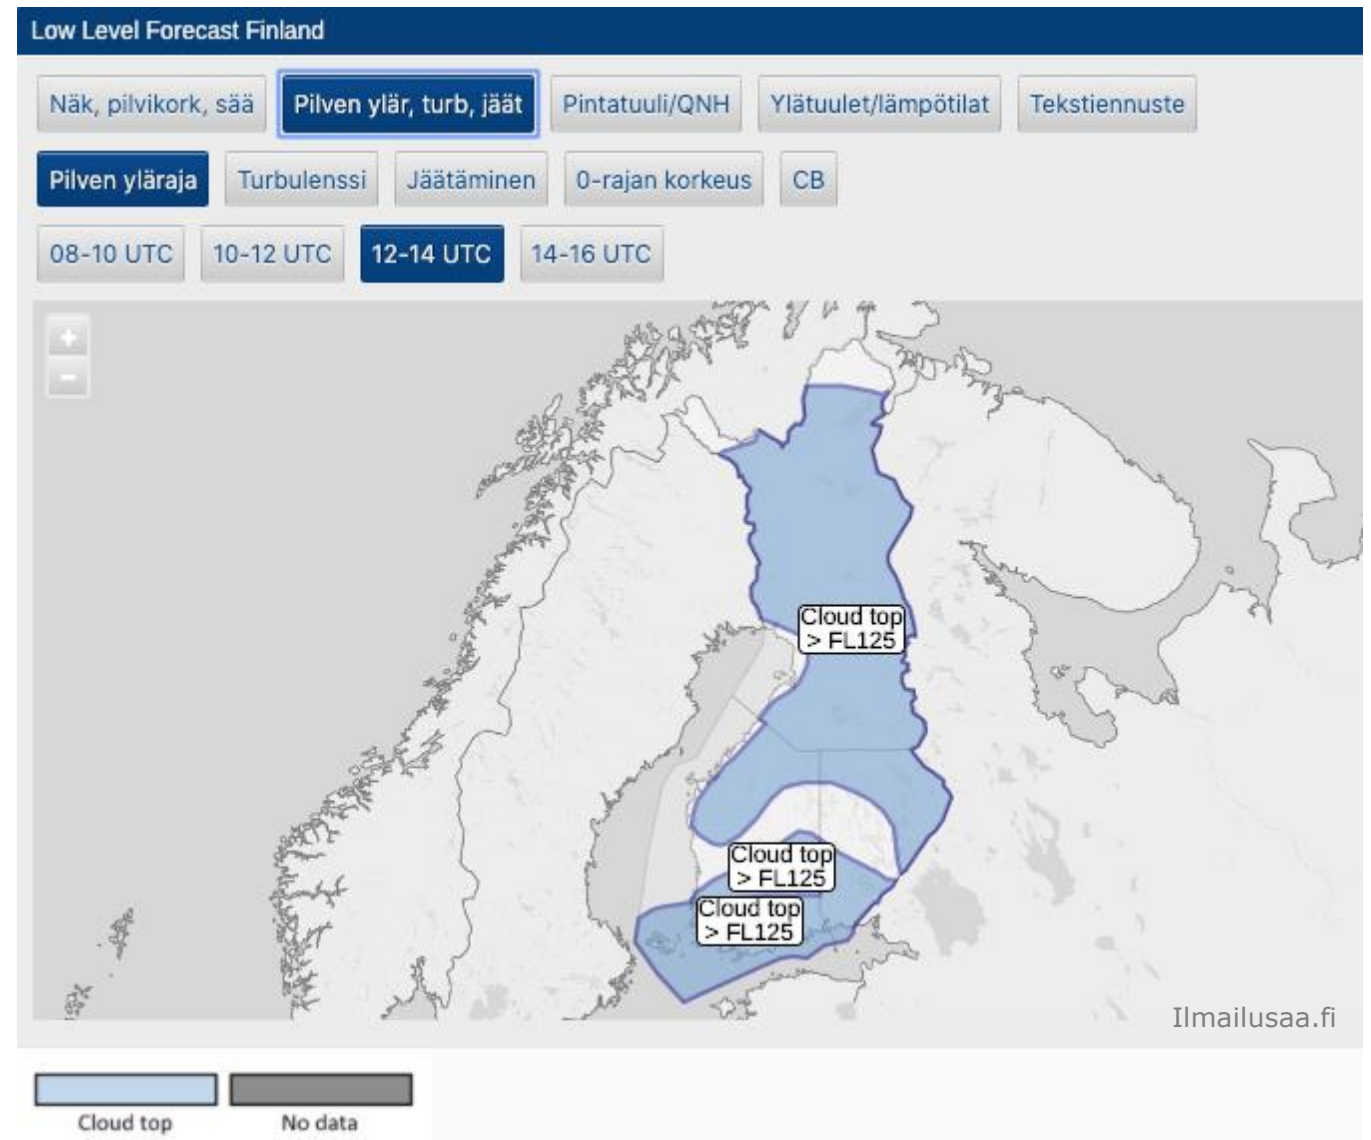 Low Level Forecast Finland
Näk, pilvikork, sää Pilven ylär, turb, jäät Pintatuuli/QNH Ylätuulet/lämpötilat Tekstiennuste
Pilven yläraja Turbulenssi Jäätäminen 0-rajan korkeus CB
08-10 UTC 10-12 UTC 12-14 UTC 14-16 UTC
+
-
Cloud top
> FL125
Cloud top
> FL125
Cloud top
> FL125
Ilmailusaa.fi
Cloud top No data